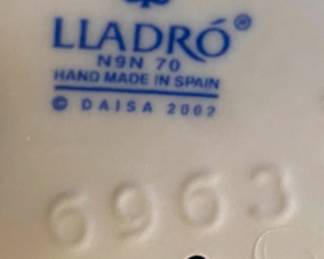 LLADRÓ®
N9N 70
HAND MADE IN SPAIN
© DAISA 2002
6963